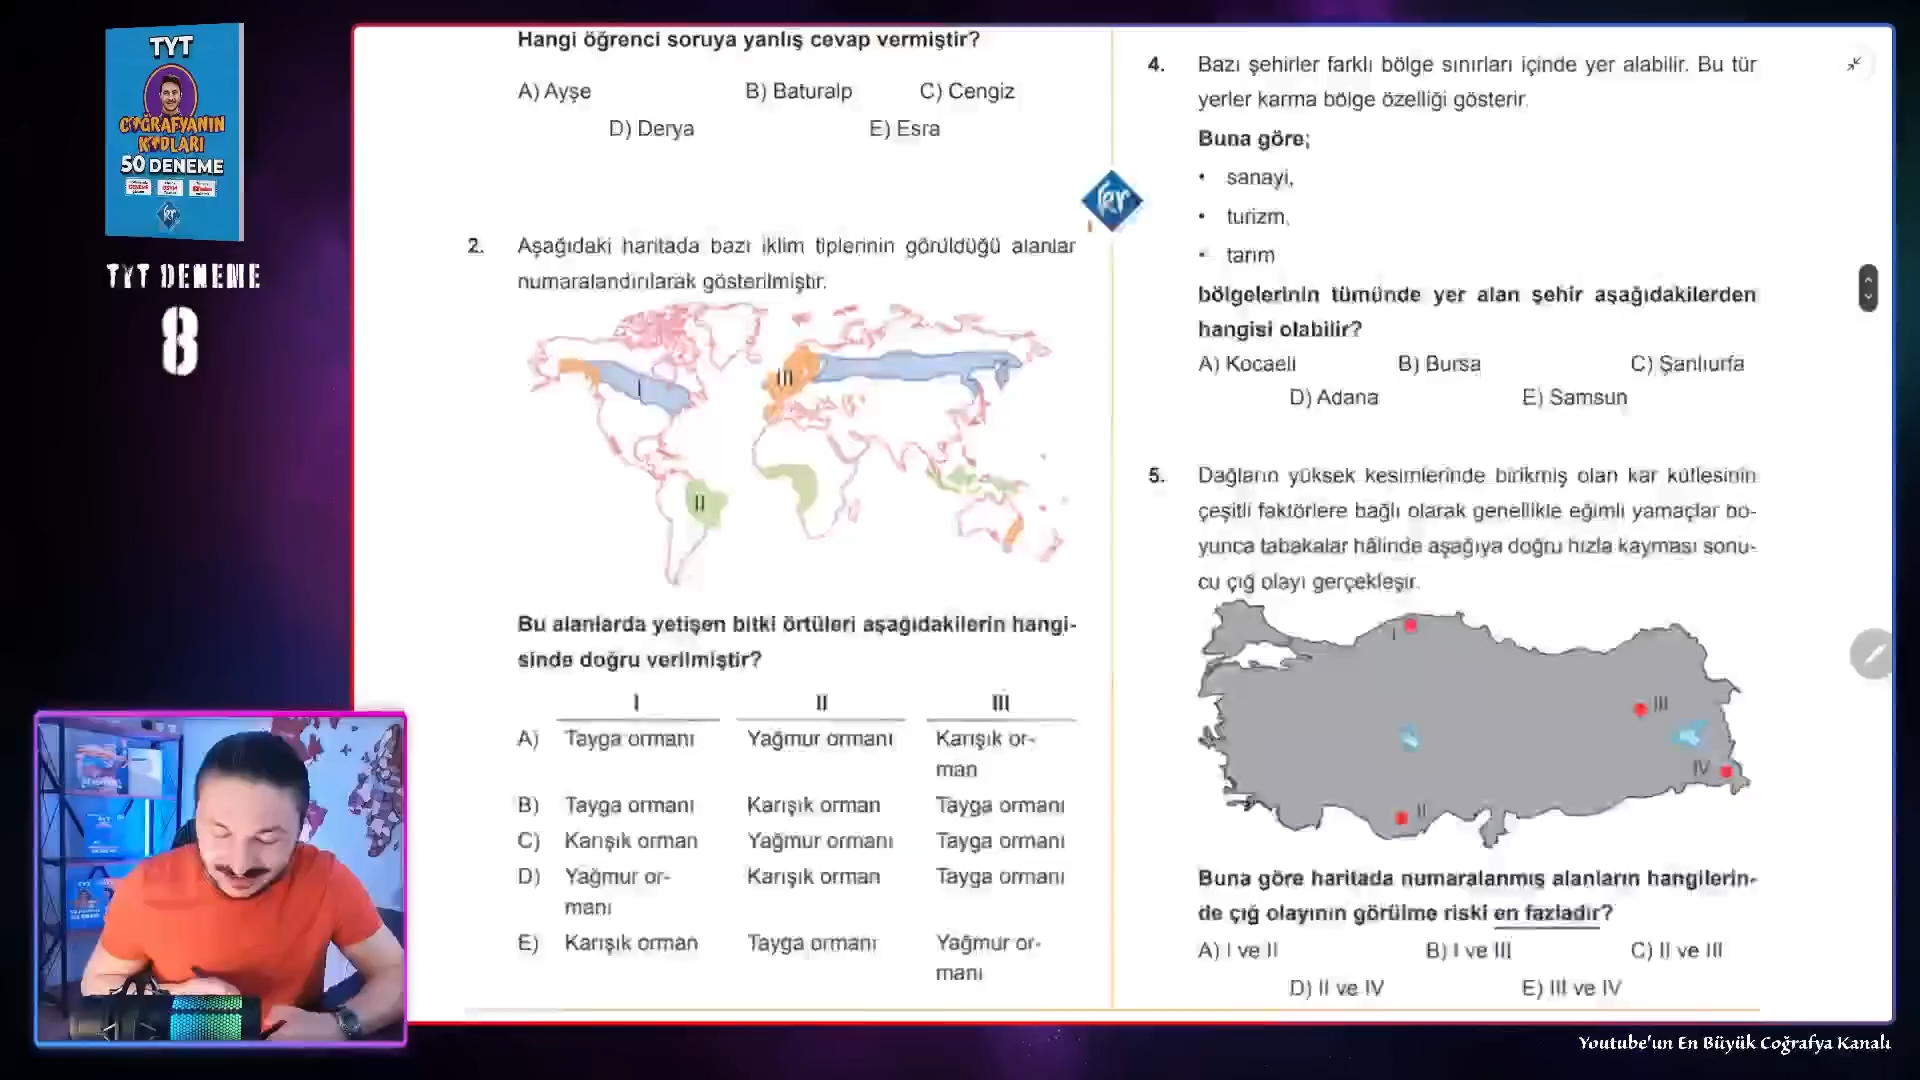 TYT
COĞRAFYANIN
KODLARI
50 DENEME
TYT DENEME
8
Hangi öğrenci soruya yanlış cevap vermiştir?
A) Ayşe B) Baturalp C) Cengiz
D) Derya E) Esra
2. Aşağıdaki haritada bazı iklim tiplerinin görüldüğü alanlar
numaralandırılarak gösterilmiştir.
I
II
III
Bu alanlarda yetişen bitki örtüleri aşağıdakilerin hangi-
sinde doğru verilmiştir?
I II III
A) Tayga ormanı Yağmur ormanı Karışık or-
man
B) Tayga ormanı Karışık orman Tayga ormanı
C) Karışık orman Yağmur ormanı Tayga ormanı
D) Yağmur or- Karışık orman Tayga ormanı
manı
E) Karışık orman Tayga ormanı Yağmur or-
manı
4. Bazı şehirler farklı bölge sınırları içinde yer alabilir. Bu tür
yerler karma bölge özelliği gösterir.
Buna göre;
• sanayi,
• turizm,
• tarım
bölgelerinin tümünde yer alan şehir aşağıdakilerden
hangisi olabilir?
A) Kocaeli B) Bursa C) Şanlıurfa
D) Adana E) Samsun
5. Dağların yüksek kesimlerinde birikmiş olan kar kütlesinin
çeşitli faktörlere bağlı olarak genellikle eğimli yamaçlar bo-
yunca tabakalar hâlinde aşağıya doğru hızla kayması sonu-
cu çığ olayı gerçekleşir.
I
III
IV
II
Buna göre haritada numaralanmış alanların hangilerin-
de çığ olayının görülme riski en fazladır?
A) I ve II B) I ve III C) II ve III
D) II ve IV E) III ve IV
Youtube'un En Büyük Coğrafya Kanalı